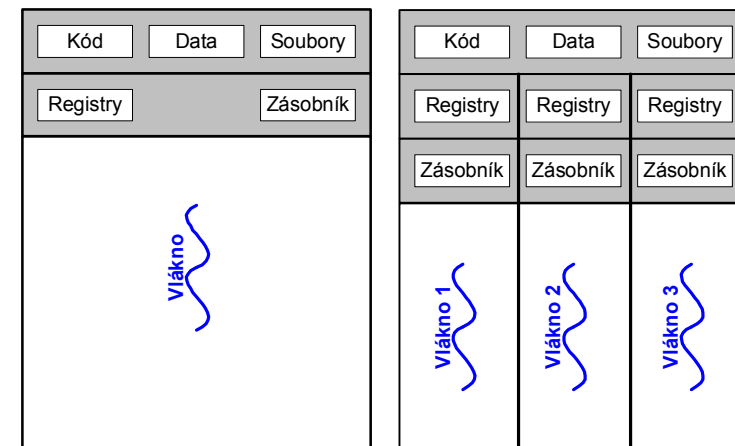 Kód Data Soubory
Registry Zásobník
Vlákno
Kód Data Soubory
Registry Registry Registry
Zásobník Zásobník Zásobník
Vlákno 1 Vlákno 2 Vlákno 3